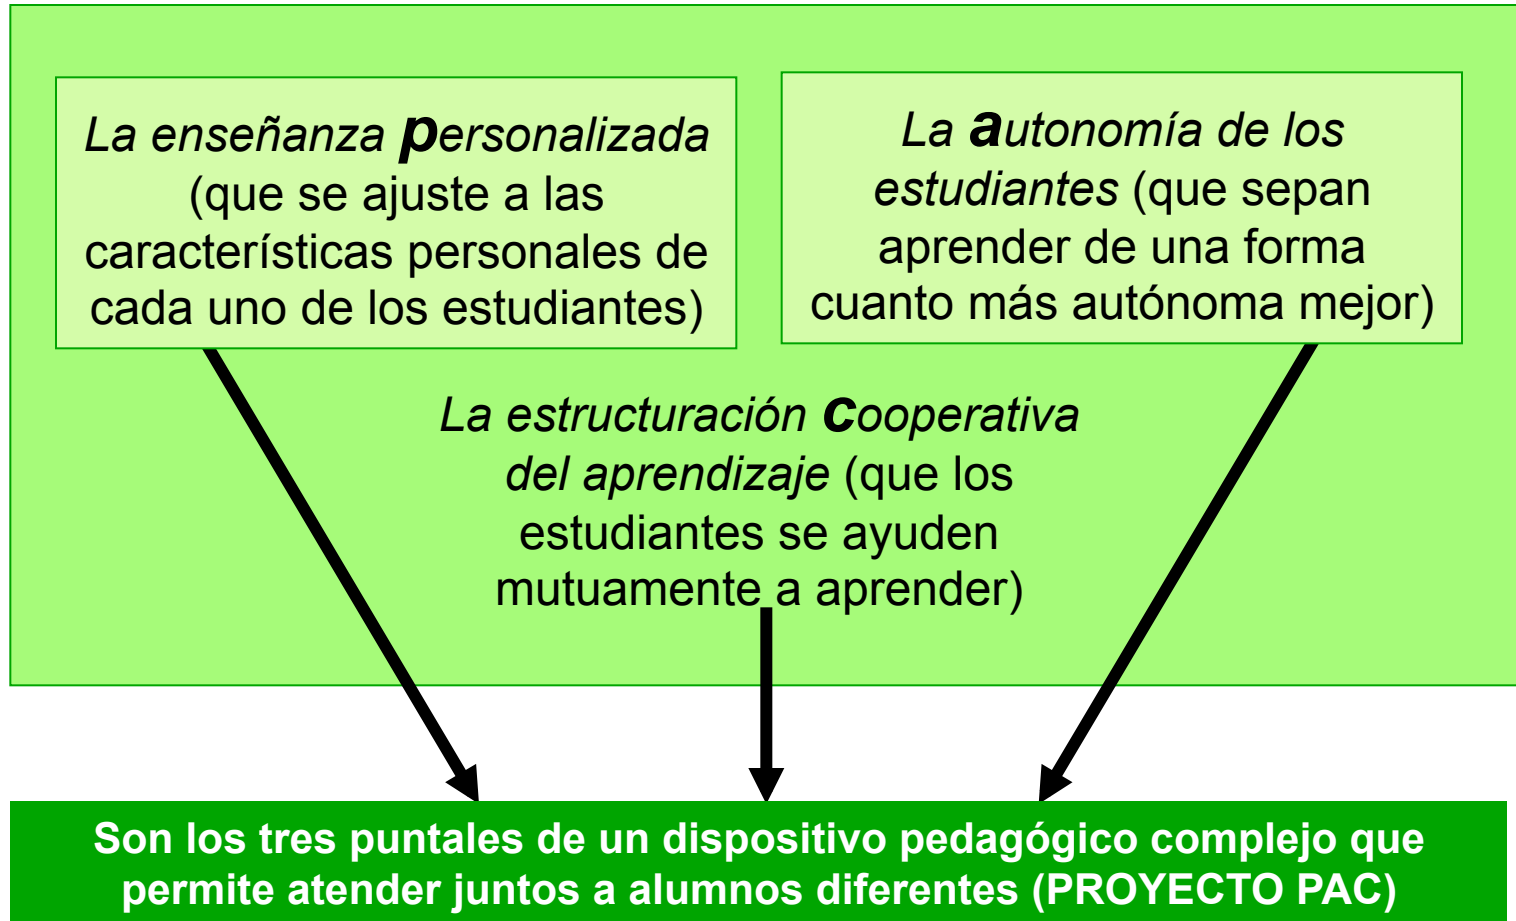 La enseñanza personalizada
(que se ajuste a las
características personales de
cada uno de los estudiantes)
La autonomía de los
estudiantes (que sepan
aprender de una forma
cuanto más autónoma mejor)
La estructuración cooperativa
del aprendizaje (que los
estudiantes se ayuden
mutuamente a aprender)
Son los tres puntales de un dispositivo pedagógico complejo que
permite atender juntos a alumnos diferentes (PROYECTO PAC)